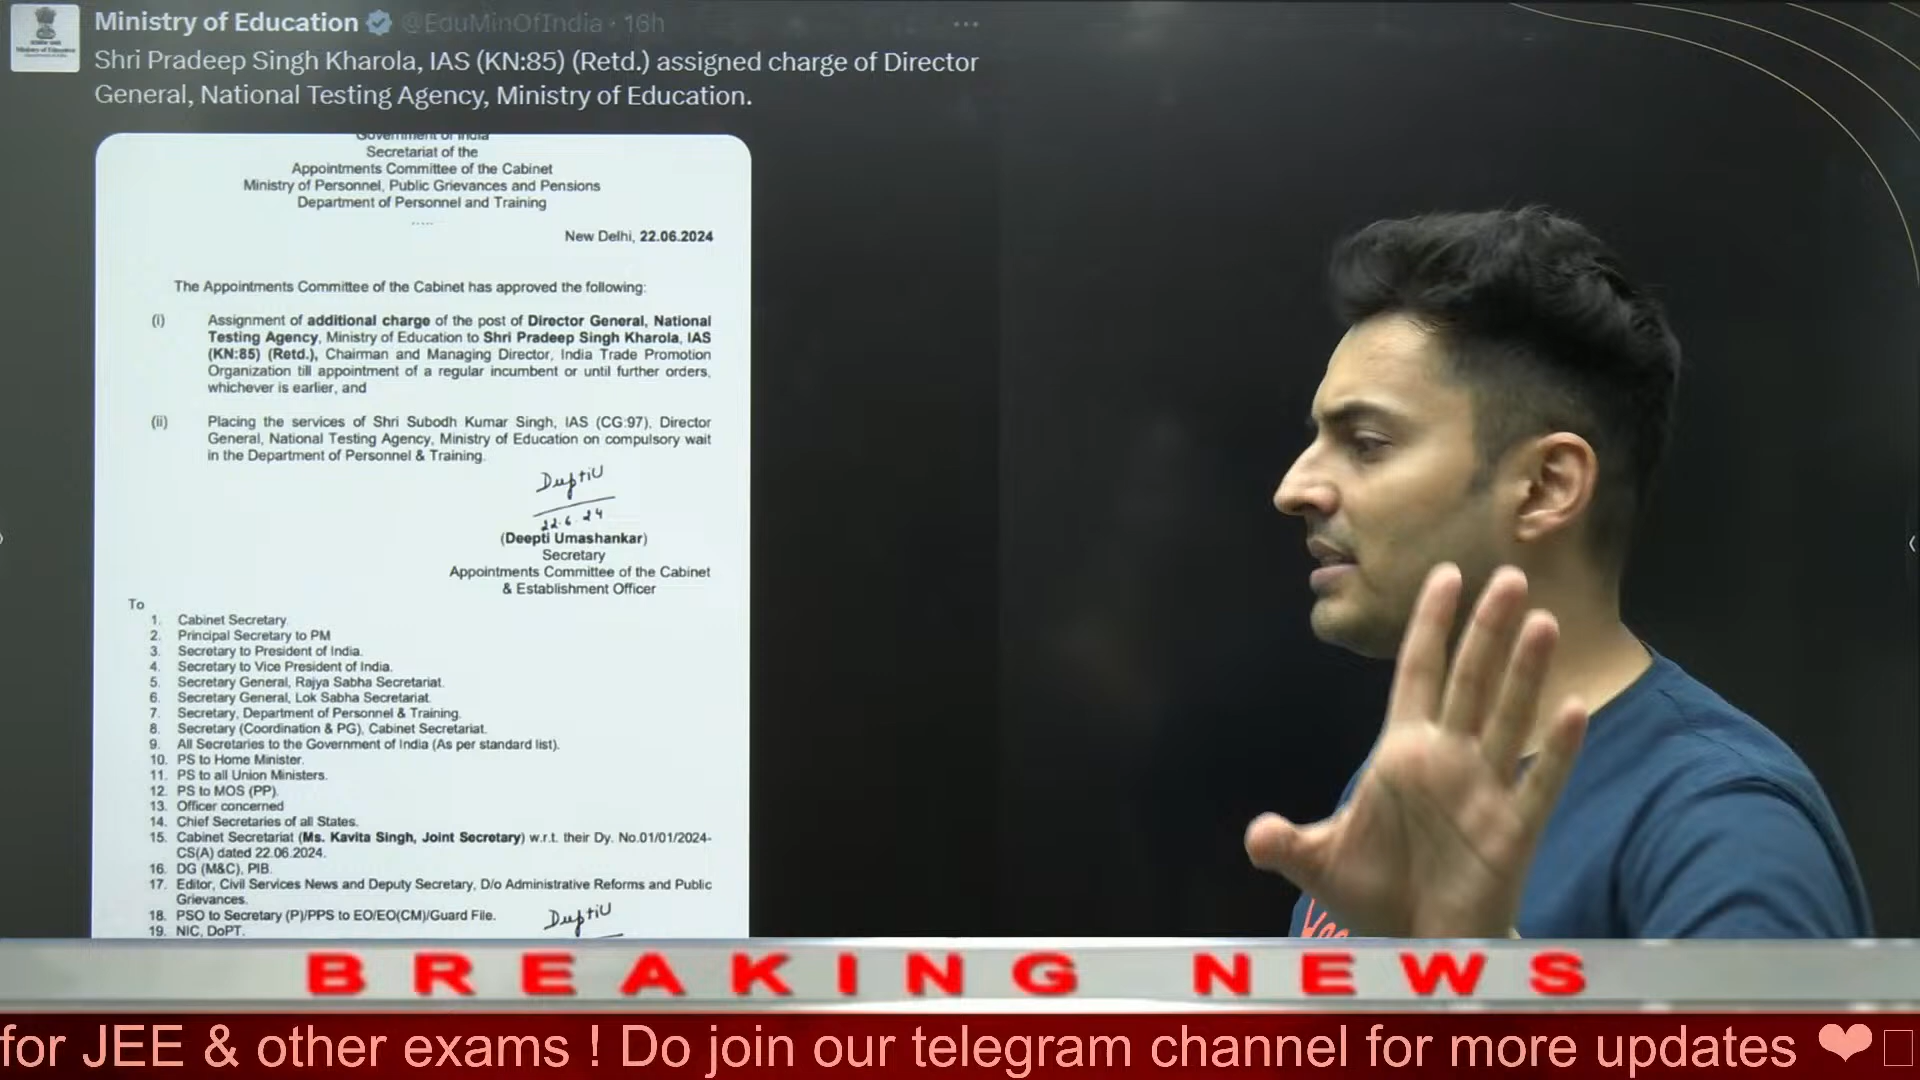 Ministry of Education @EduMinOfIndia · 16h
Shri Pradeep Singh Kharola, IAS (KN:85) (Retd.) assigned charge of Director
General, National Testing Agency, Ministry of Education.
Government of India
Secretariat of the
Appointments Committee of the Cabinet
Ministry of Personnel, Public Grievances and Pensions
Department of Personnel and Training
.....
New Delhi, 22.06.2024
The Appointments Committee of the Cabinet has approved the following:
(i) Assignment of additional charge of the post of Director General, National
Testing Agency, Ministry of Education to Shri Pradeep Singh Kharola, IAS
(KN:85) (Retd.), Chairman and Managing Director, India Trade Promotion
Organization till appointment of a regular incumbent or until further orders,
whichever is earlier, and
(ii) Placing the services of Shri Subodh Kumar Singh, IAS (CG:97), Director
General, National Testing Agency, Ministry of Education on compulsory wait
in the Department of Personnel & Training.
22.6.24
(Deepti Umashankar)
Secretary
Appointments Committee of the Cabinet
& Establishment Officer
To
1. Cabinet Secretary.
2. Principal Secretary to PM
3. Secretary to President of India.
4. Secretary to Vice President of India.
5. Secretary General, Rajya Sabha Secretariat.
6. Secretary General, Lok Sabha Secretariat.
7. Secretary, Department of Personnel & Training.
8. Secretary (Coordination & PG), Cabinet Secretariat.
9. All Secretaries to the Government of India (As per standard list).
10. PS to Home Minister.
11. PS to all Union Ministers.
12. PS to MOS (PP).
13. Officer concerned
14. Chief Secretaries of all States.
15. Cabinet Secretariat (Ms. Kavita Singh, Joint Secretary) w.r.t. their Dy. No.01/01/2024-
CS(A) dated 22.06.2024.
16. DG (M&C), PIB.
17. Editor, Civil Services News and Deputy Secretary, D/o Administrative Reforms and Public
Grievances.
18. PSO to Secretary (P)/PPS to EO/EO(CM)/Guard File.
19. NIC, DoPT.
BREAKING NEWS
for JEE & other exams ! Do join our telegram channel for more updates ❤